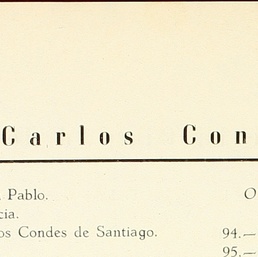 Carlos Con
Pablo.
cia.
os Condes de Santiago.
O
94.—
95.—